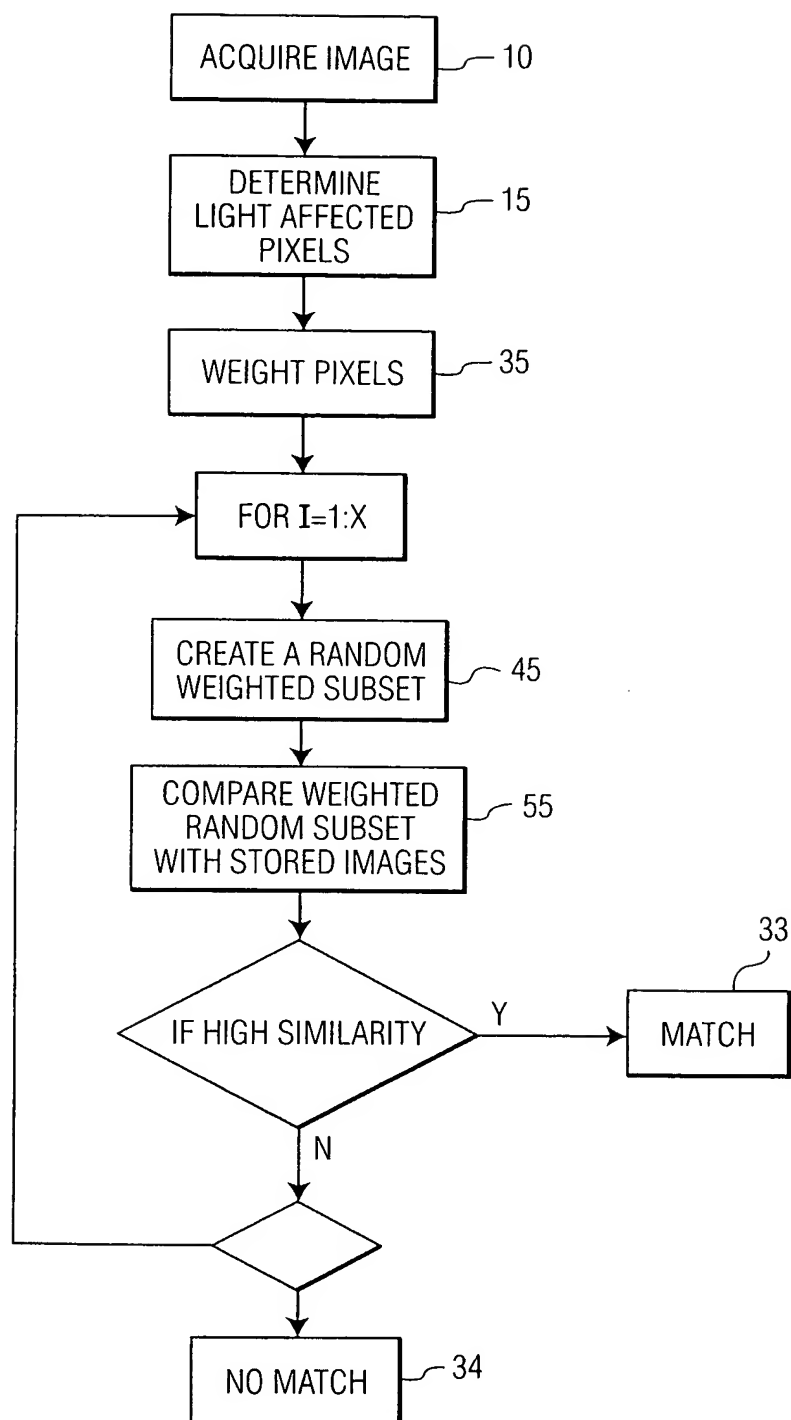 ACQUIRE IMAGE
10
DETERMINE
LIGHT AFFECTED
PIXELS
15
WEIGHT PIXELS
35
FOR I=1:X
CREATE A RANDOM
WEIGHTED SUBSET
45
COMPARE WEIGHTED
RANDOM SUBSET
WITH STORED IMAGES
55
IF HIGH SIMILARITY
Y
MATCH
33
N
NO MATCH
34